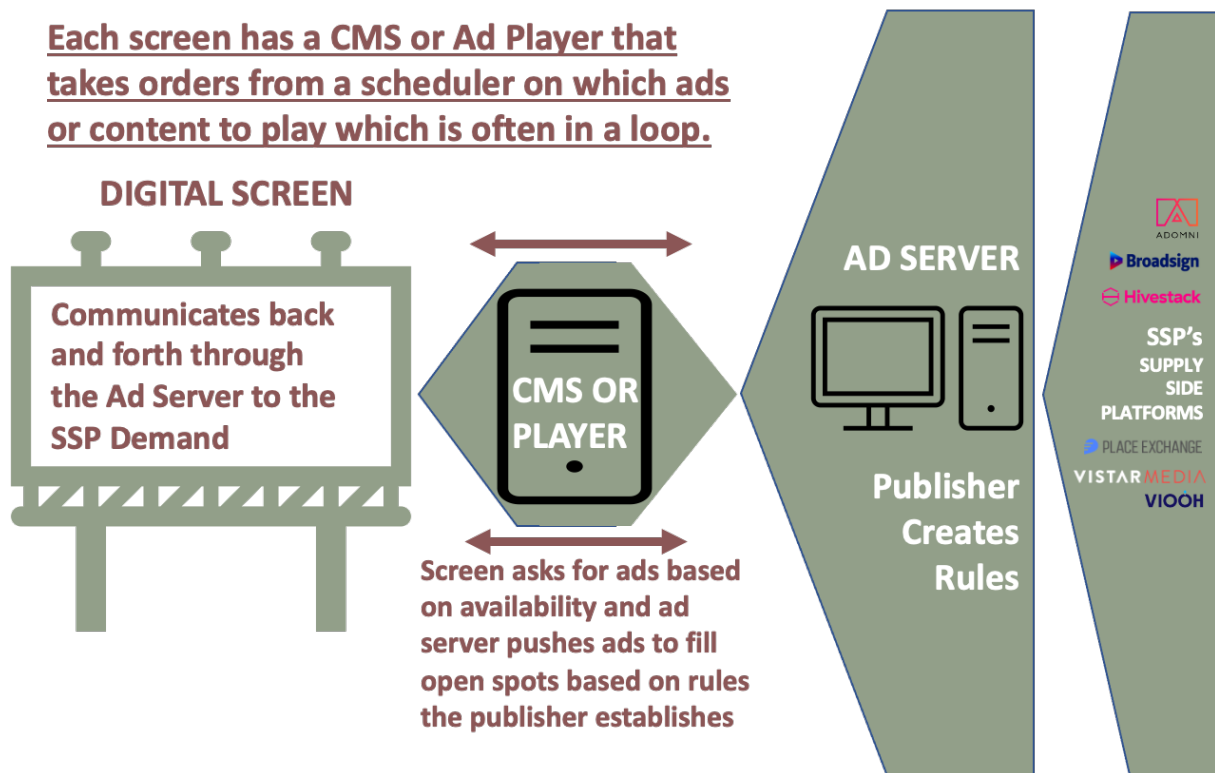 Each screen has a CMS or Ad Player that
takes orders from a scheduler on which ads
or content to play which is often in a loop.
DIGITAL SCREEN
Communicates back
and forth through
the Ad Server to the
SSP Demand
CMS OR
PLAYER
Screen asks for ads based
on availability and ad
server pushes ads to fill
open spots based on rules
the publisher establishes
AD SERVER
Publisher
Creates
Rules
ADOMNI
Broadsign
Hivestack
SSP's
SUPPLY
SIDE
PLATFORMS
PLACE EXCHANGE
VISTAR MEDIA
VIOOH